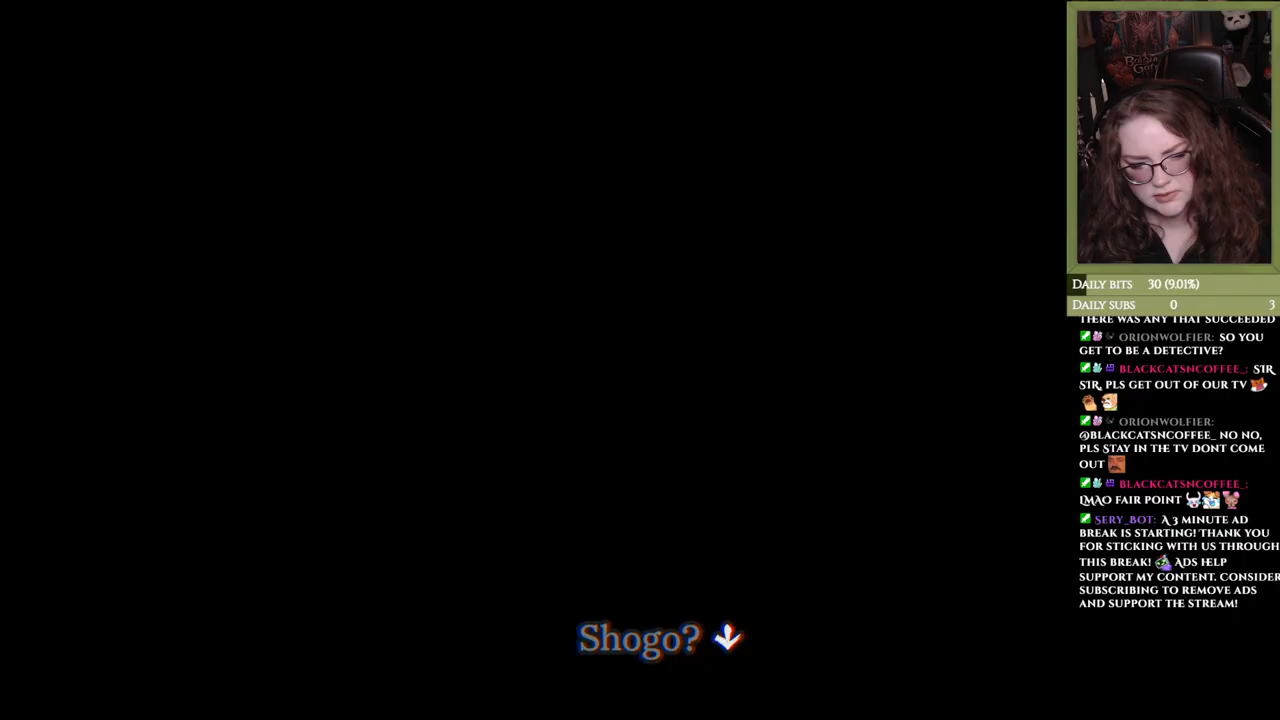 Shogo?
DAILY BITS 30 (9.01%)
DAILY SUBS 0 3
THERE WAS ANY THAT SUCCEEDED
ORIONWOLFIER: SO YOU
GET TO BE A DETECTIVE?
BLACKCATSNCOFFEE_: SIR
SIR, PLS GET OUT OF OUR TV
ORIONWOLFIER:
@BLACKCATSNCOFFEE_ NO NO,
PLS STAY IN THE TV DONT COME
OUT
BLACKCATSNCOFFEE_:
LMAO FAIR POINT
SERY_BOT: A 3 MINUTE AD
BREAK IS STARTING! THANK YOU
FOR STICKING WITH US THROUGH
THIS BREAK! ADS HELP
SUPPORT MY CONTENT. CONSIDER
SUBSCRIBING TO REMOVE ADS
AND SUPPORT THE STREAM!